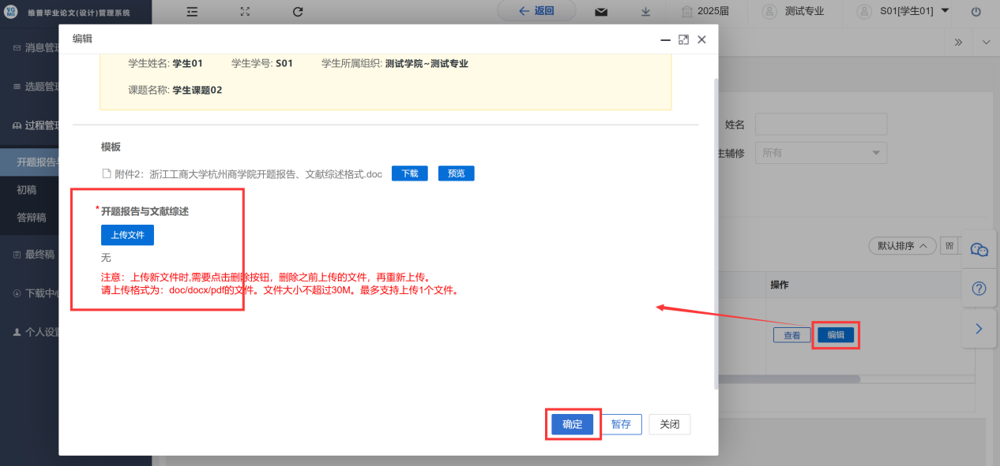 VGMS 维普毕业论文(设计)管理系统
返回
2025届
测试专业
S01[学生01]
消息管
选题管
过程管
开题报告
初稿
答辩稿
最终稿
下载中
个人设
编辑
学生姓名: 学生01 学生学号: S01 学生所属组织: 测试学院~测试专业
课题名称: 学生课题02
模板
附件2：浙江工商大学杭州商学院开题报告、文献综述格式.doc 下载 预览
*开题报告与文献综述
上传文件
无
注意：上传新文件时,需要点击删除按钮，删除之前上传的文件，再重新上传。
请上传格式为：doc/docx/pdf的文件。文件大小不超过30M。最多支持上传1个文件。
确定 暂存 关闭
姓名
主辅修 所有
默认排序
操作
查看 编辑